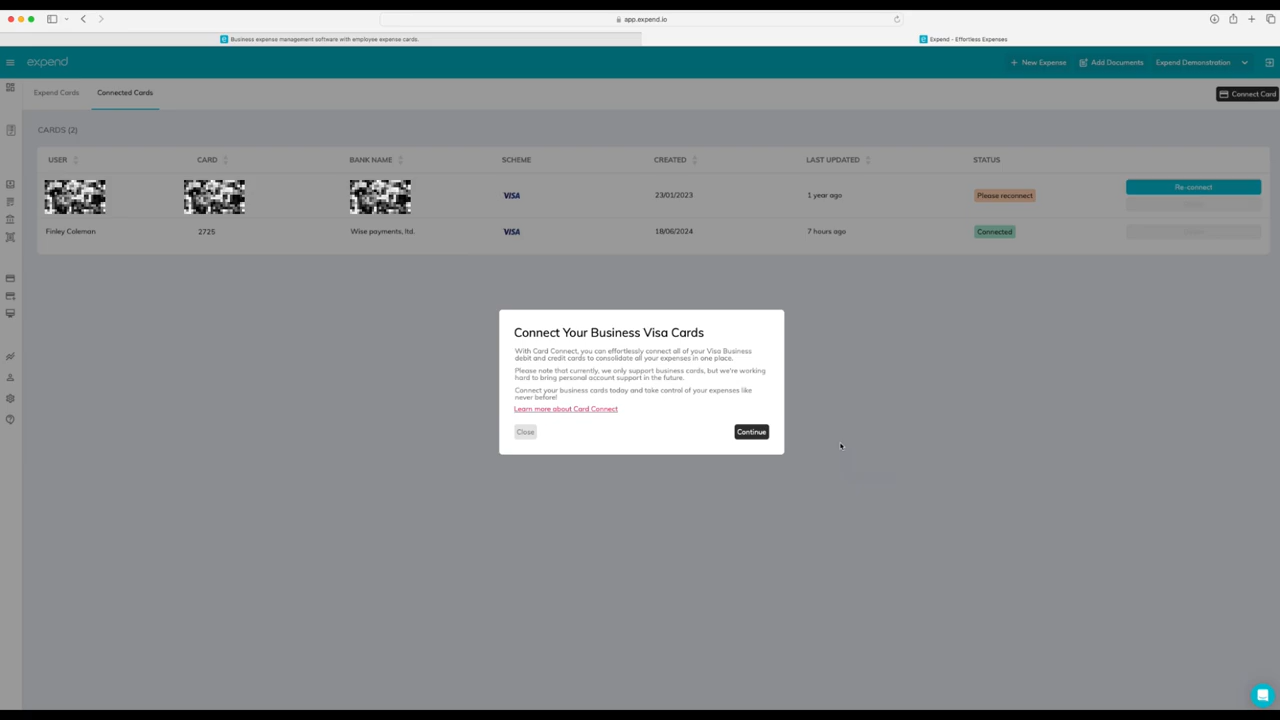 app.expend.io
Business expense management software with employee expense cards.
Expend - Effortless Expenses
expend
New Expense
Add Documents
Expend Demonstration
Expend Cards
Connected Cards
Connect Card
CARDS (2)
USER CARD BANK NAME SCHEME CREATED LAST UPDATED STATUS
VISA 23/01/2023 1 year ago Please reconnect Re-connect
Finley Coleman 2725 Wise payments, ltd. VISA 18/06/2024 7 hours ago Connected
Connect Your Business Visa Cards
With Card Connect, you can effortlessly connect all of your Visa Business
debit and credit cards to consolidate all your expenses in one place.
Please note that currently, we only support business cards, but we're working
hard to bring personal account support in the future.
Connect your business cards today and take control of your expenses like
never before!
Learn more about Card Connect
Close
Continue